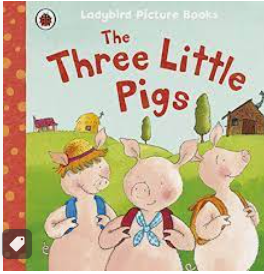 Ladybird Picture Books
The
Three Little
Pigs